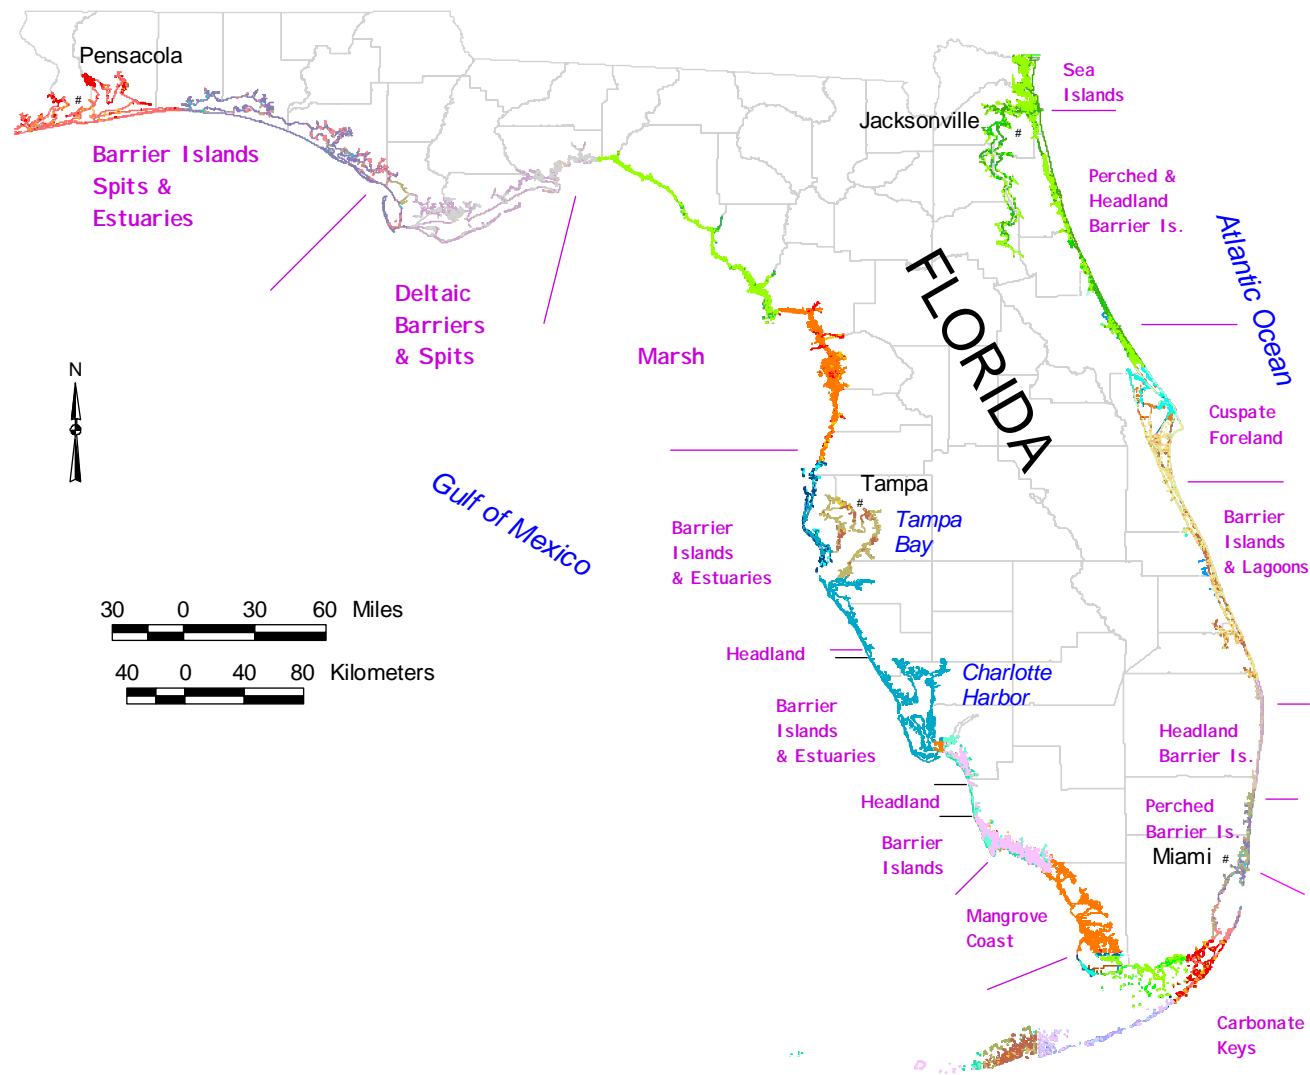 Pensacola
#
Barrier Islands
Spits &
Estuaries
Deltaic
Barriers
& Spits
Marsh
Jacksonville
#
Sea
Islands
Perched &
Headland
Barrier Is.
Atlantic Ocean
FLORIDA
Cuspate
Foreland
Barrier
Islands
& Lagoons
N
Gulf of Mexico
Tampa
#
Tampa
Bay
Barrier
Islands
& Estuaries
30 0 30 60 Miles
40 0 40 80 Kilometers
Headland
Charlotte
Harbor
Barrier
Islands
& Estuaries
Headland
Barrier Is.
Headland
Perched
Barrier Is.
Barrier
Islands
Miami #
Mangrove
Coast
Carbonate
Keys